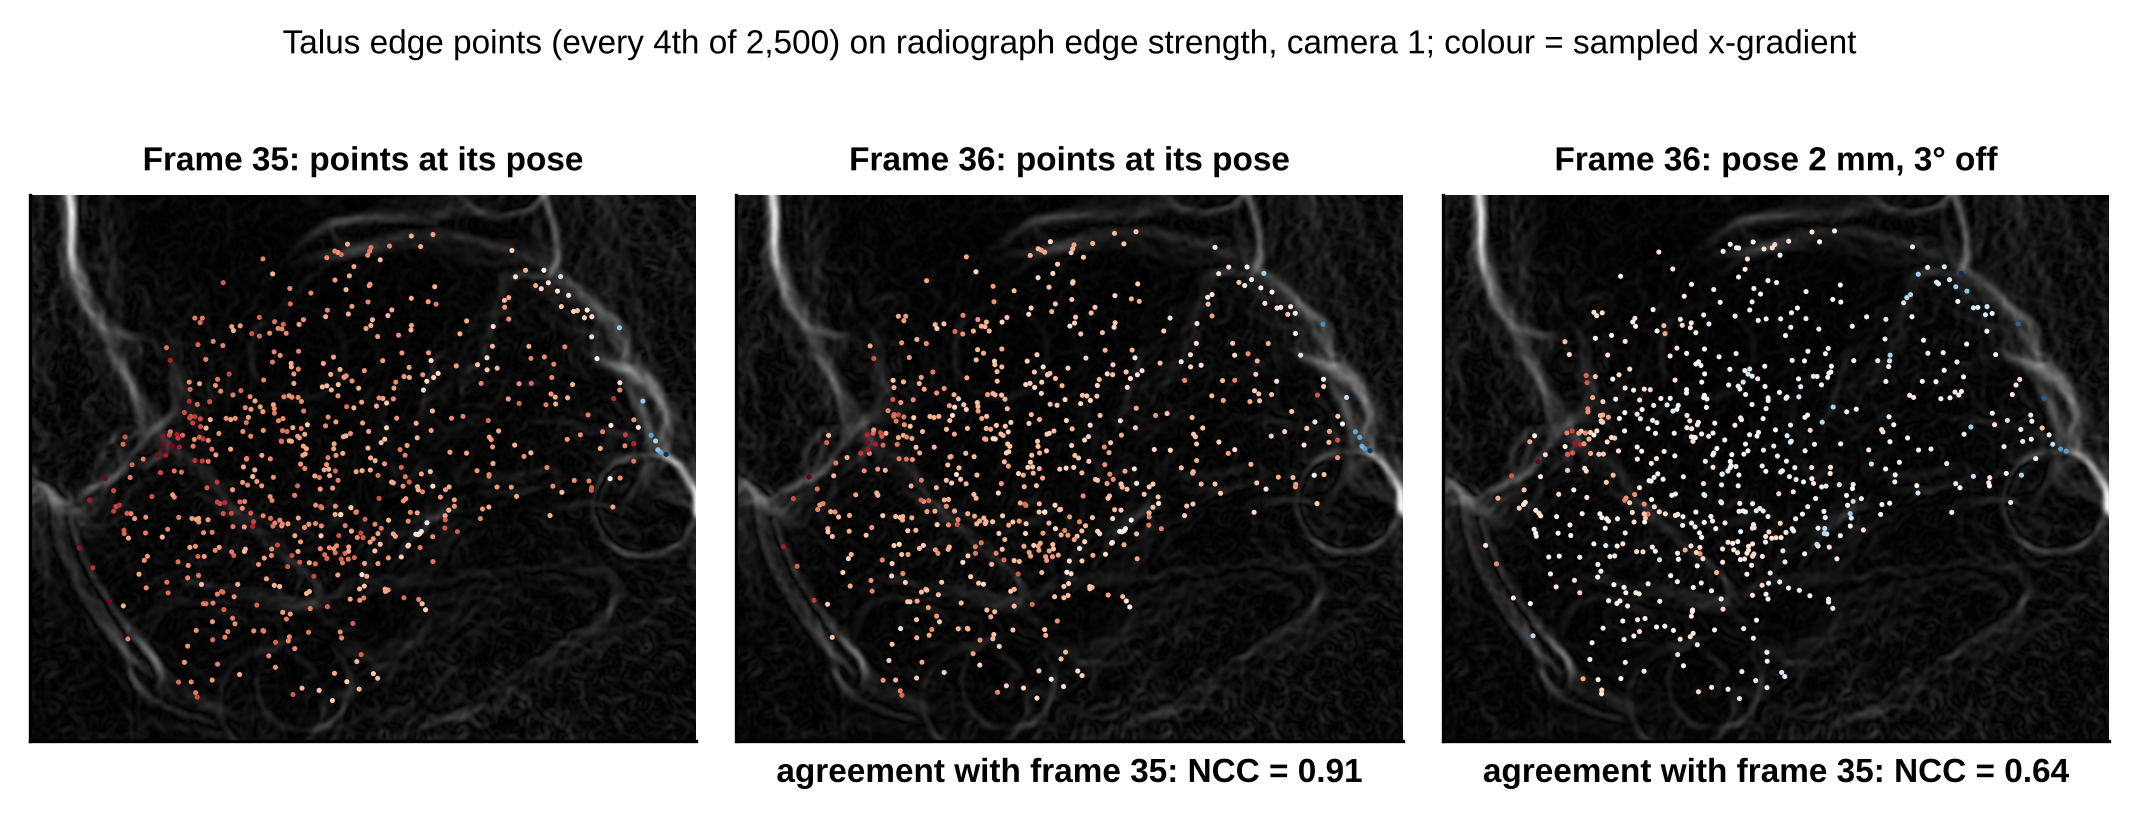 Talus edge points (every 4th of 2,500) on radiograph edge strength, camera 1; colour = sampled x-gradient
Frame 35: points at its pose
Frame 36: points at its pose
Frame 36: pose 2 mm, 3° off
agreement with frame 35: NCC = 0.91
agreement with frame 35: NCC = 0.64